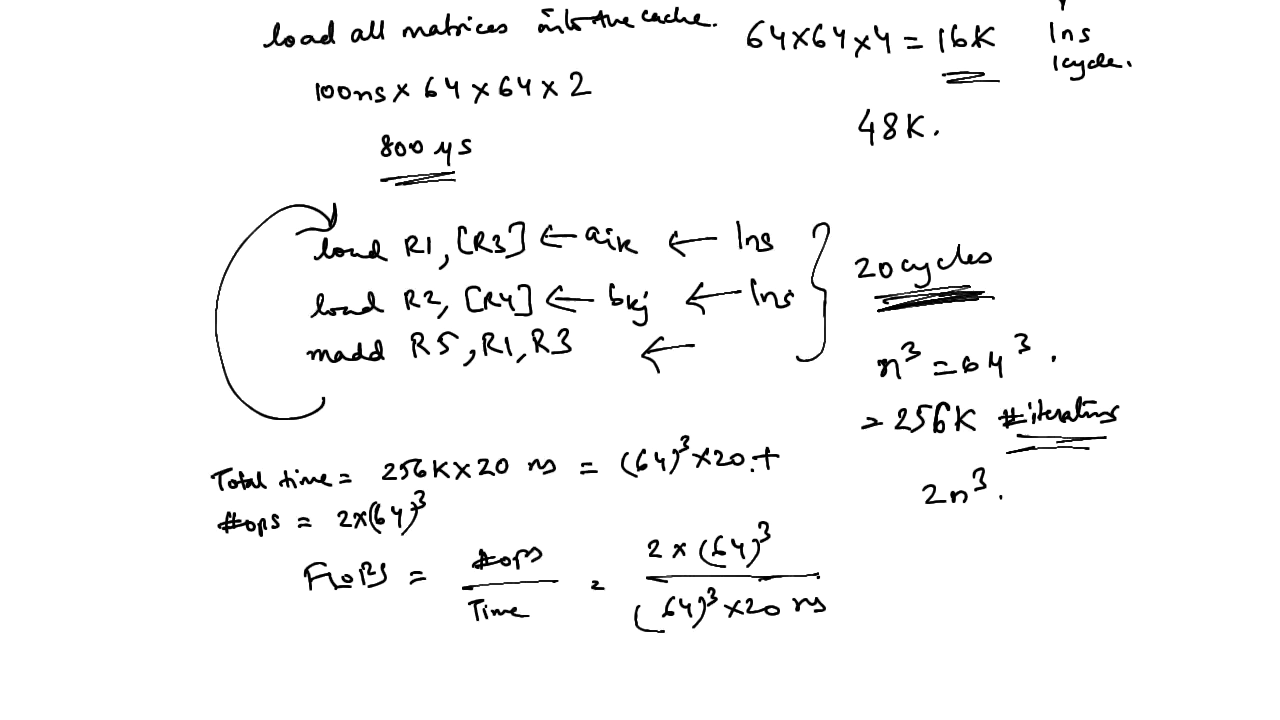 load all matrices into the cache.
64×64×4 = 16K
1ns
1cycle.
100ns × 64 × 64 × 2
48K.
800 μs
load R1, [R3] ← aik ← 1ns
load R2, [R4] ← bkj ← 1ns
madd R5, R1, R3 ←
20 cycles
n³ = 64³.
= 256K #iterations
2n³.
Total time = 256K×20 ns = (64)³×20.+
#ops = 2×(64)³
FLOPS = #ops / Time = 2 × (64)³ / (64)³ ×20 ns